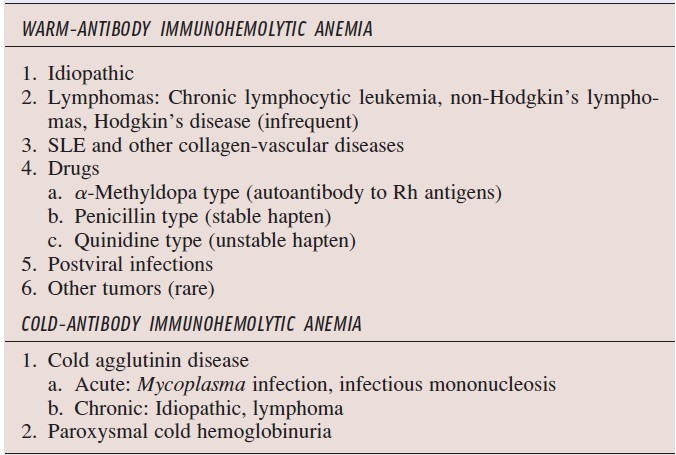 WARM-ANTIBODY IMMUNOHEMOLYTIC ANEMIA
1. Idiopathic
2. Lymphomas: Chronic lymphocytic leukemia, non-Hodgkin's lympho-
mas, Hodgkin's disease (infrequent)
3. SLE and other collagen-vascular diseases
4. Drugs
a. α-Methyldopa type (autoantibody to Rh antigens)
b. Penicillin type (stable hapten)
c. Quinidine type (unstable hapten)
5. Postviral infections
6. Other tumors (rare)
COLD-ANTIBODY IMMUNOHEMOLYTIC ANEMIA
1. Cold agglutinin disease
a. Acute: Mycoplasma infection, infectious mononucleosis
b. Chronic: Idiopathic, lymphoma
2. Paroxysmal cold hemoglobinuria